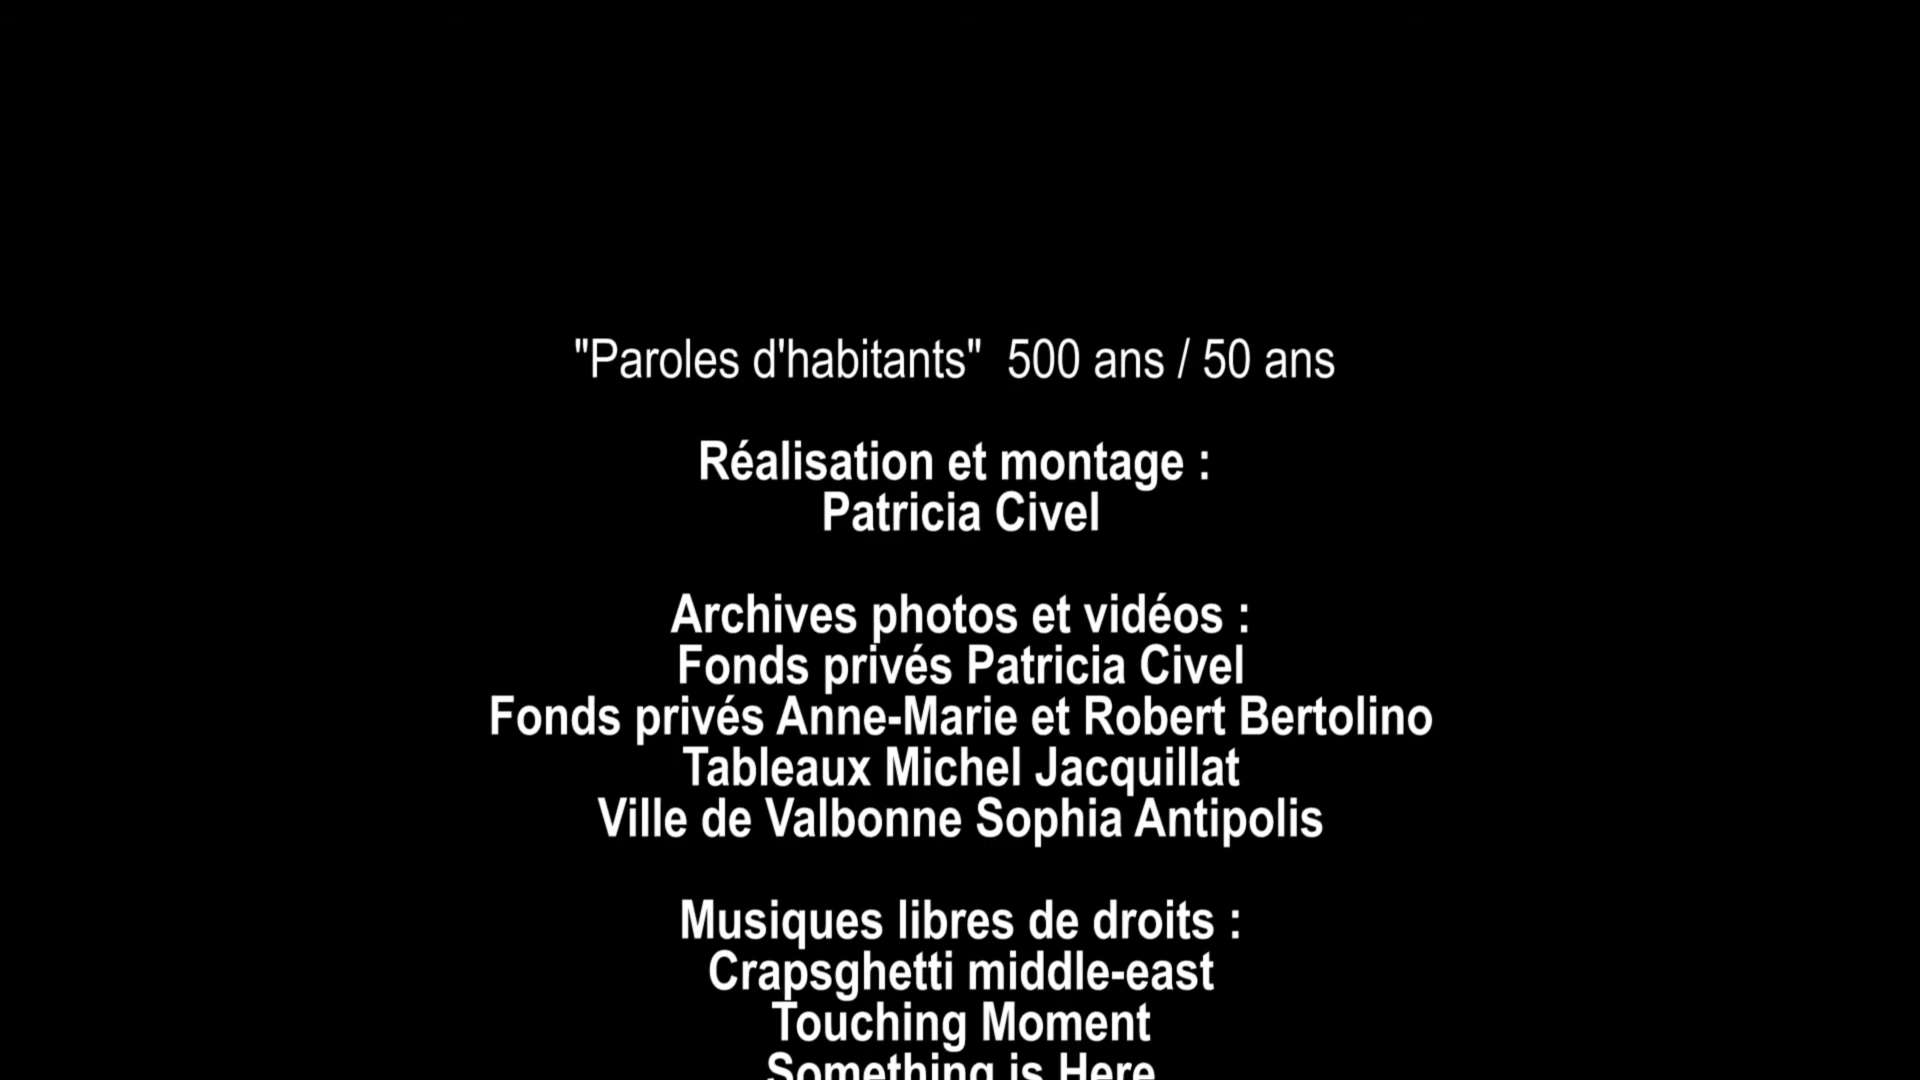 "Paroles d'habitants"  500 ans / 50 ans
Réalisation et montage :
Patricia Civel
Archives photos et vidéos :
Fonds privés Patricia Civel
Fonds privés Anne-Marie et Robert Bertolino
Tableaux Michel Jacquillat
Ville de Valbonne Sophia Antipolis
Musiques libres de droits :
Crapsghetti middle-east
Touching Moment
Something is Here